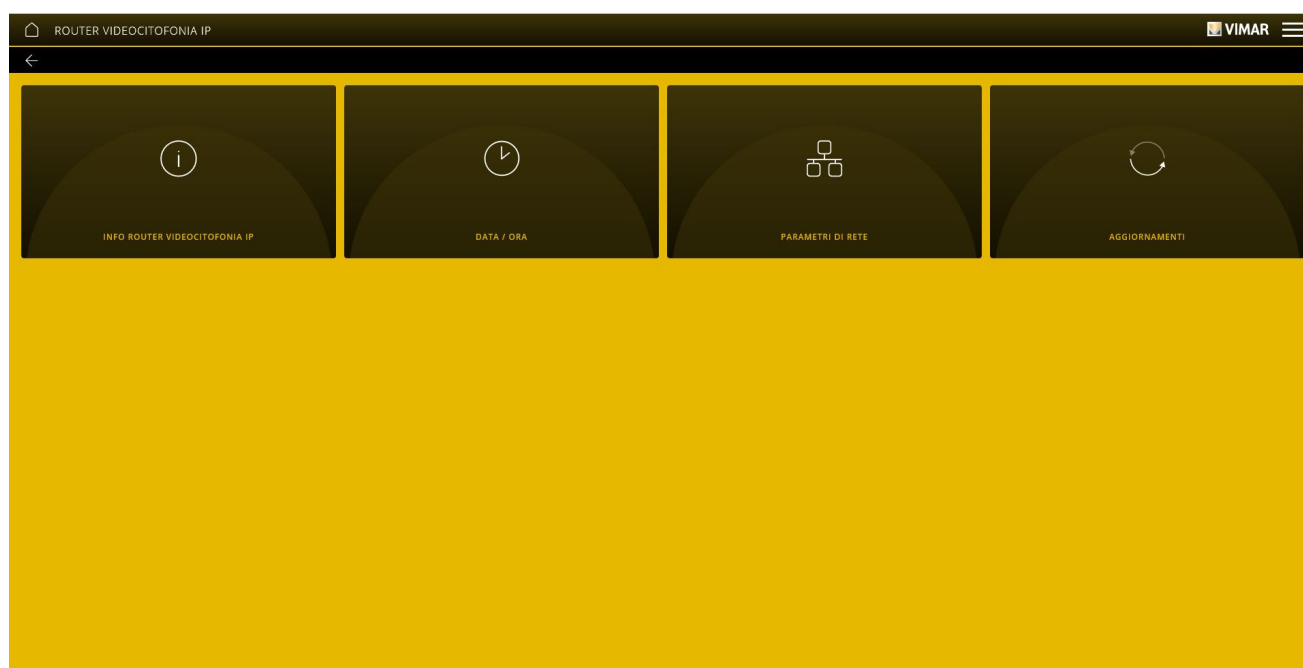 ROUTER VIDEOCITOFONIA IP
VIMAR
INFO ROUTER VIDEOCITOFONIA IP
DATA / ORA
PARAMETRI DI RETE
AGGIORNAMENTI